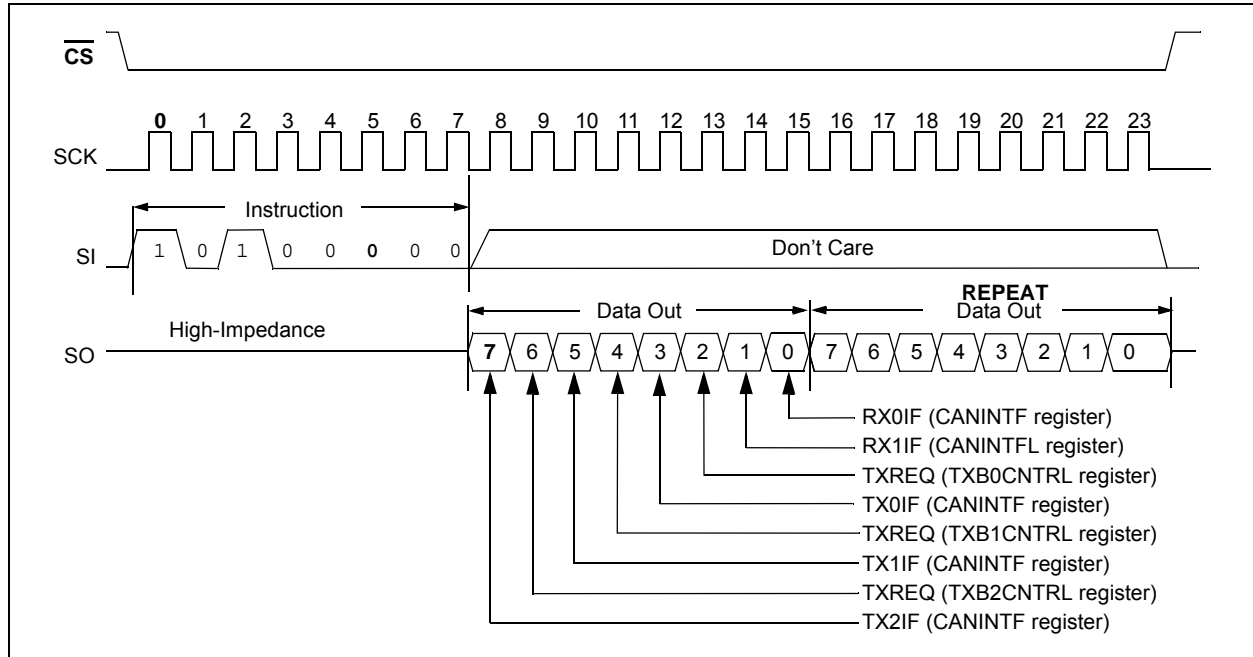 CS
0 1 2 3 4 5 6 7 8 9 10 11 12 13 14 15 16 17 18 19 20 21 22 23
SCK
Instruction
SI 1 0 1 0 0 0 0 0 Don't Care
REPEAT
Data Out Data Out
High-Impedance
SO 7 6 5 4 3 2 1 0 7 6 5 4 3 2 1 0
RX0IF (CANINTF register)
RX1IF (CANINTFL register)
TXREQ (TXB0CNTRL register)
TX0IF (CANINTF register)
TXREQ (TXB1CNTRL register)
TX1IF (CANINTF register)
TXREQ (TXB2CNTRL register)
TX2IF (CANINTF register)